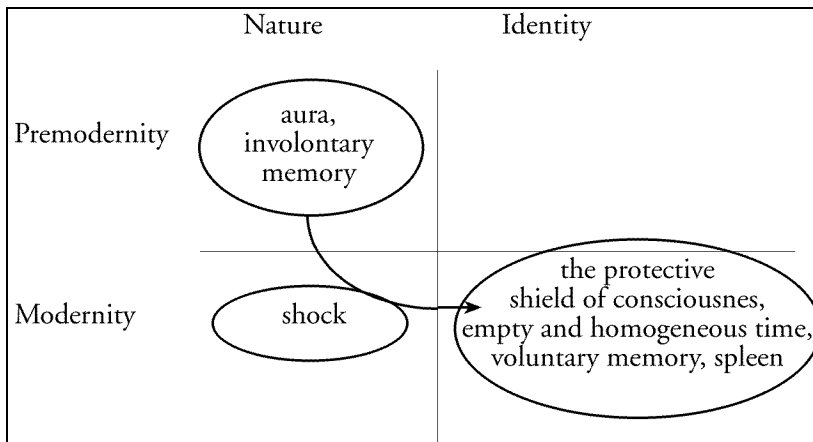 Nature Identity
Premodernity
aura,
involontary
memory
Modernity
shock
the protective
shield of consciousnes,
empty and homogeneous time,
voluntary memory, spleen